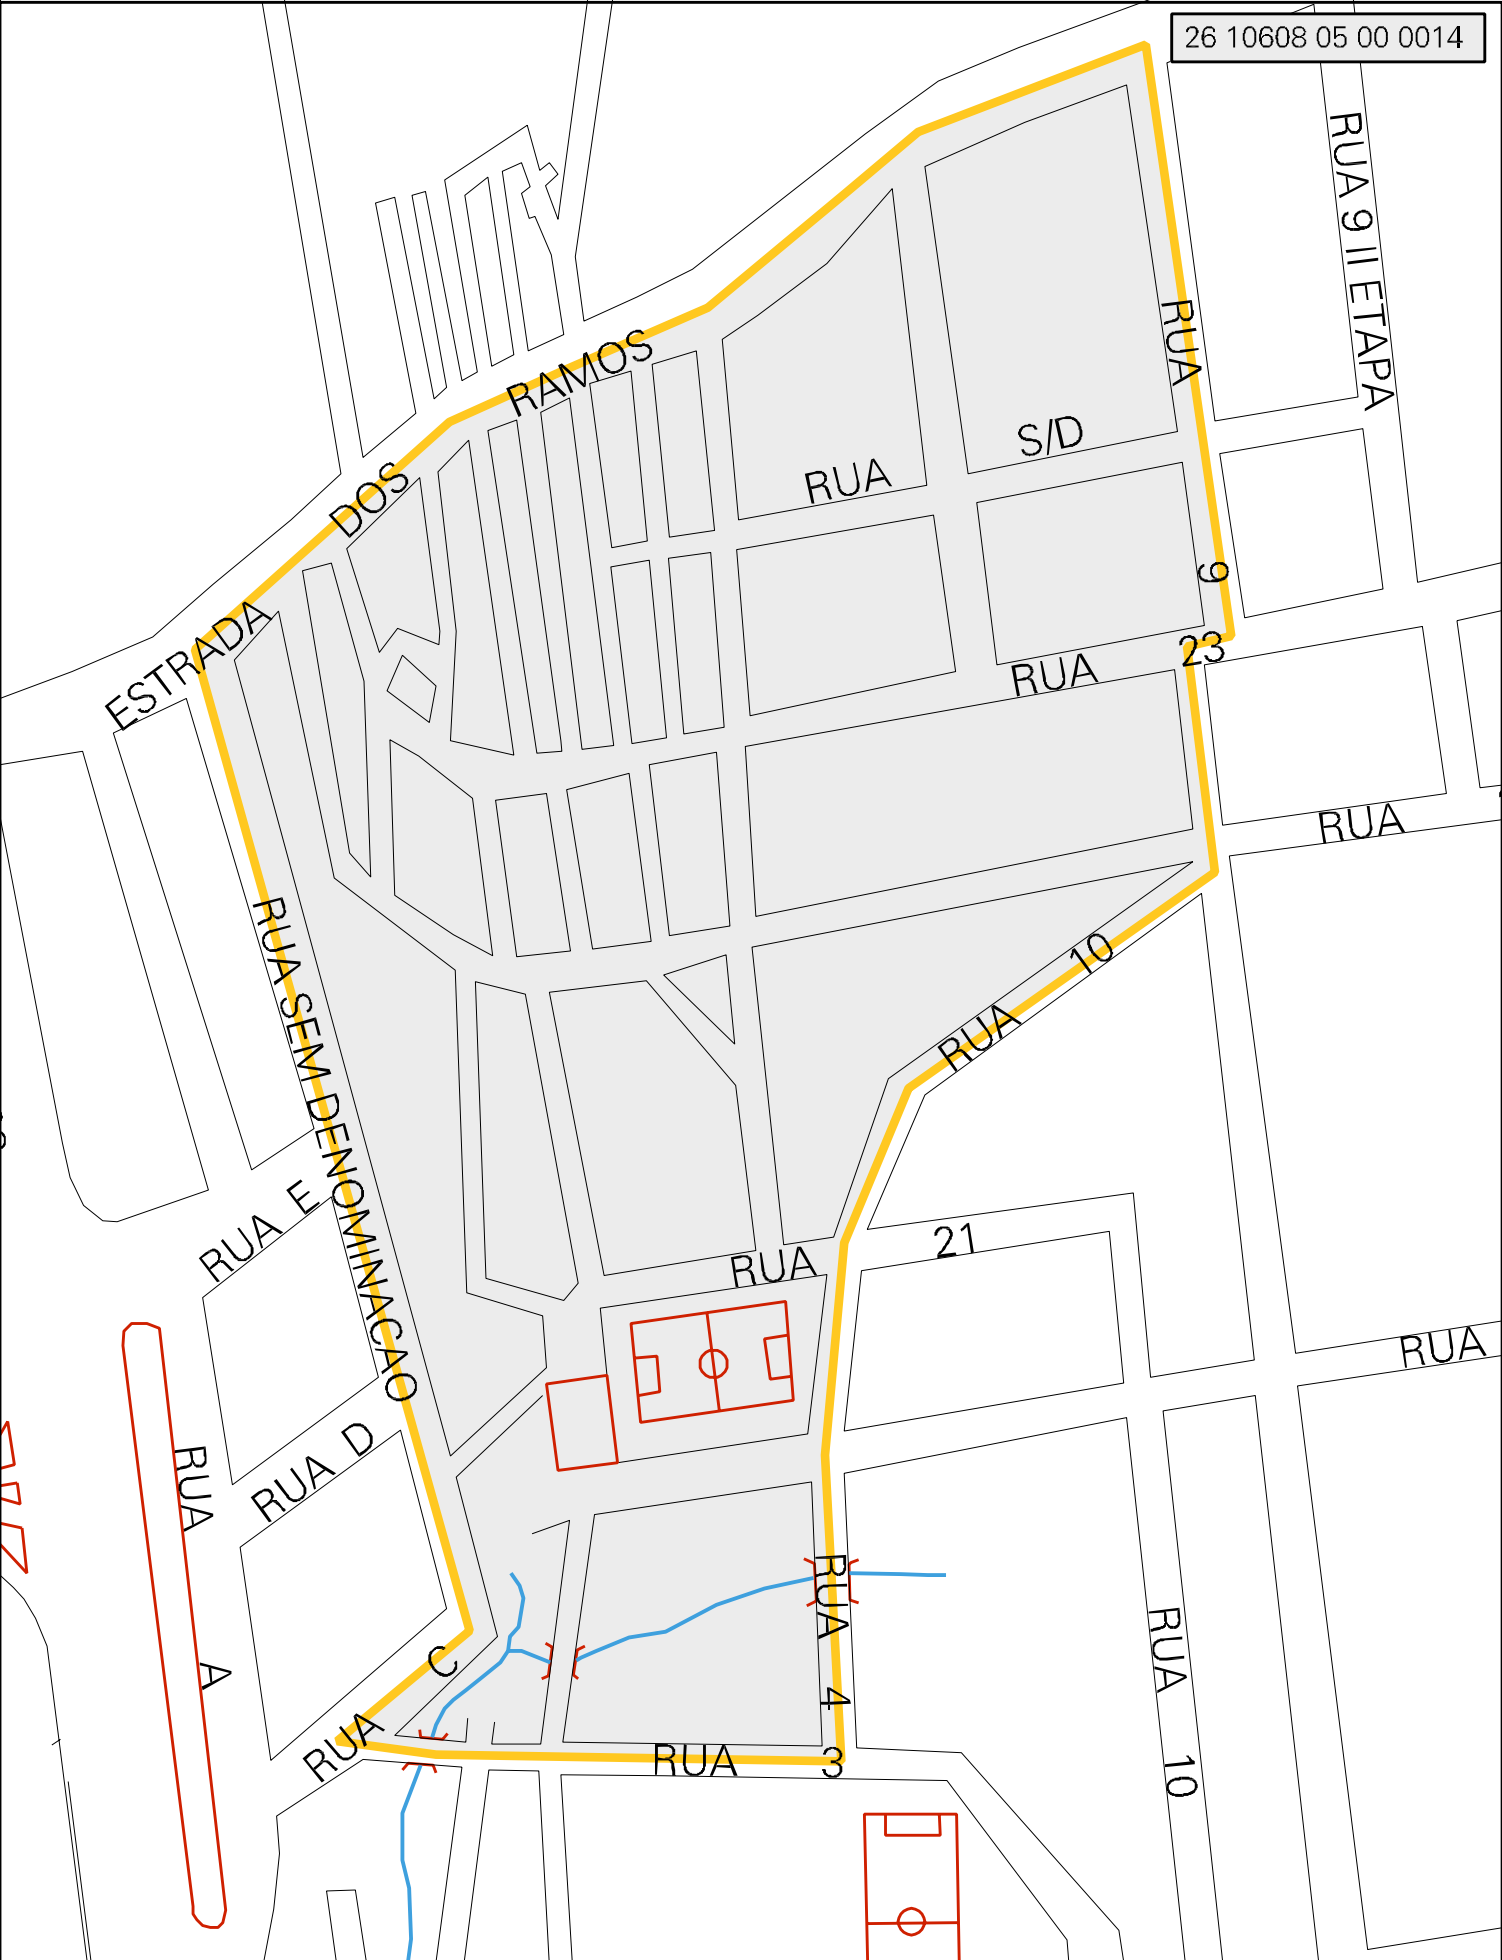 26 10608 05 00 0014
RUA 9 II ETAPA
RUA 9
ESTRADA DOS RAMOS
RUA S/D
RUA 23
RUA
RUA 10
RUA SEM DENOMINACAO
RUA E
RUA 21
RUA
RUA D
RUA A
RUA 4
RUA 10
RUA C
RUA 3